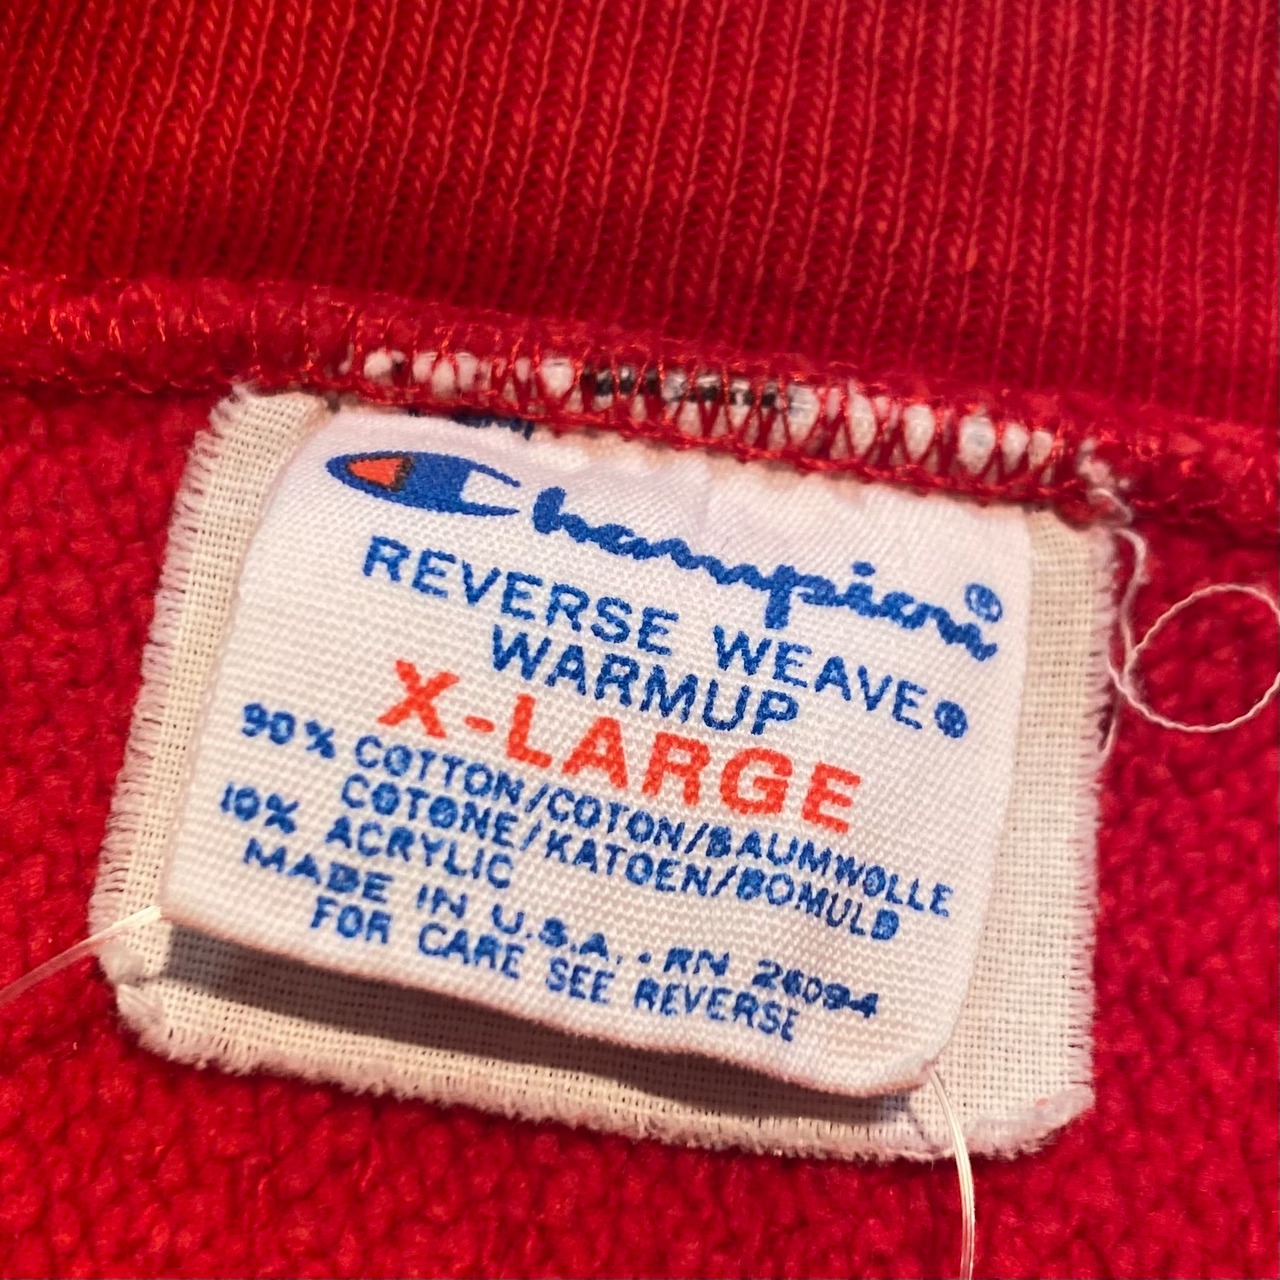 Champion®
REVERSE WEAVE®
WARMUP
X-LARGE
90% COTTON/COTON/BAUMWOLLE
COTONE/KATOEN/BOMULD
10% ACRYLIC
MADE IN U.S.A. · RN 26094
FOR CARE SEE REVERSE